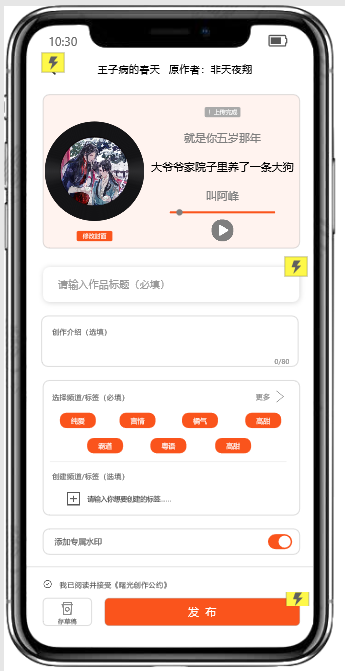 10:30
王子病的春天 原作者：非天夜翔
！上传完成
就是你五岁那年
大爷爷家院子里养了一条大狗
叫阿峰
修改封面
请输入作品标题（必填）
创作介绍（选填）
0/80
选择频道/标签（必填） 更多
纯爱 言情 痞气 高甜
霸道 粤语 高甜
创建频道/标签（选填）
请输入你想要创建的标签......
添加专属水印
我已阅读并接受《曙光创作公约》
存草稿
发布